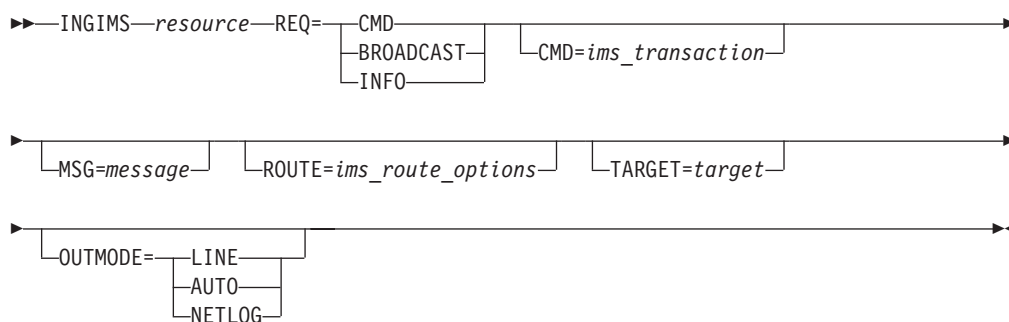 INGIMS resource REQ= CMD CMD=ims_transaction
BROADCAST
INFO
MSG=message ROUTE=ims_route_options TARGET=target
OUTMODE= LINE
AUTO
NETLOG